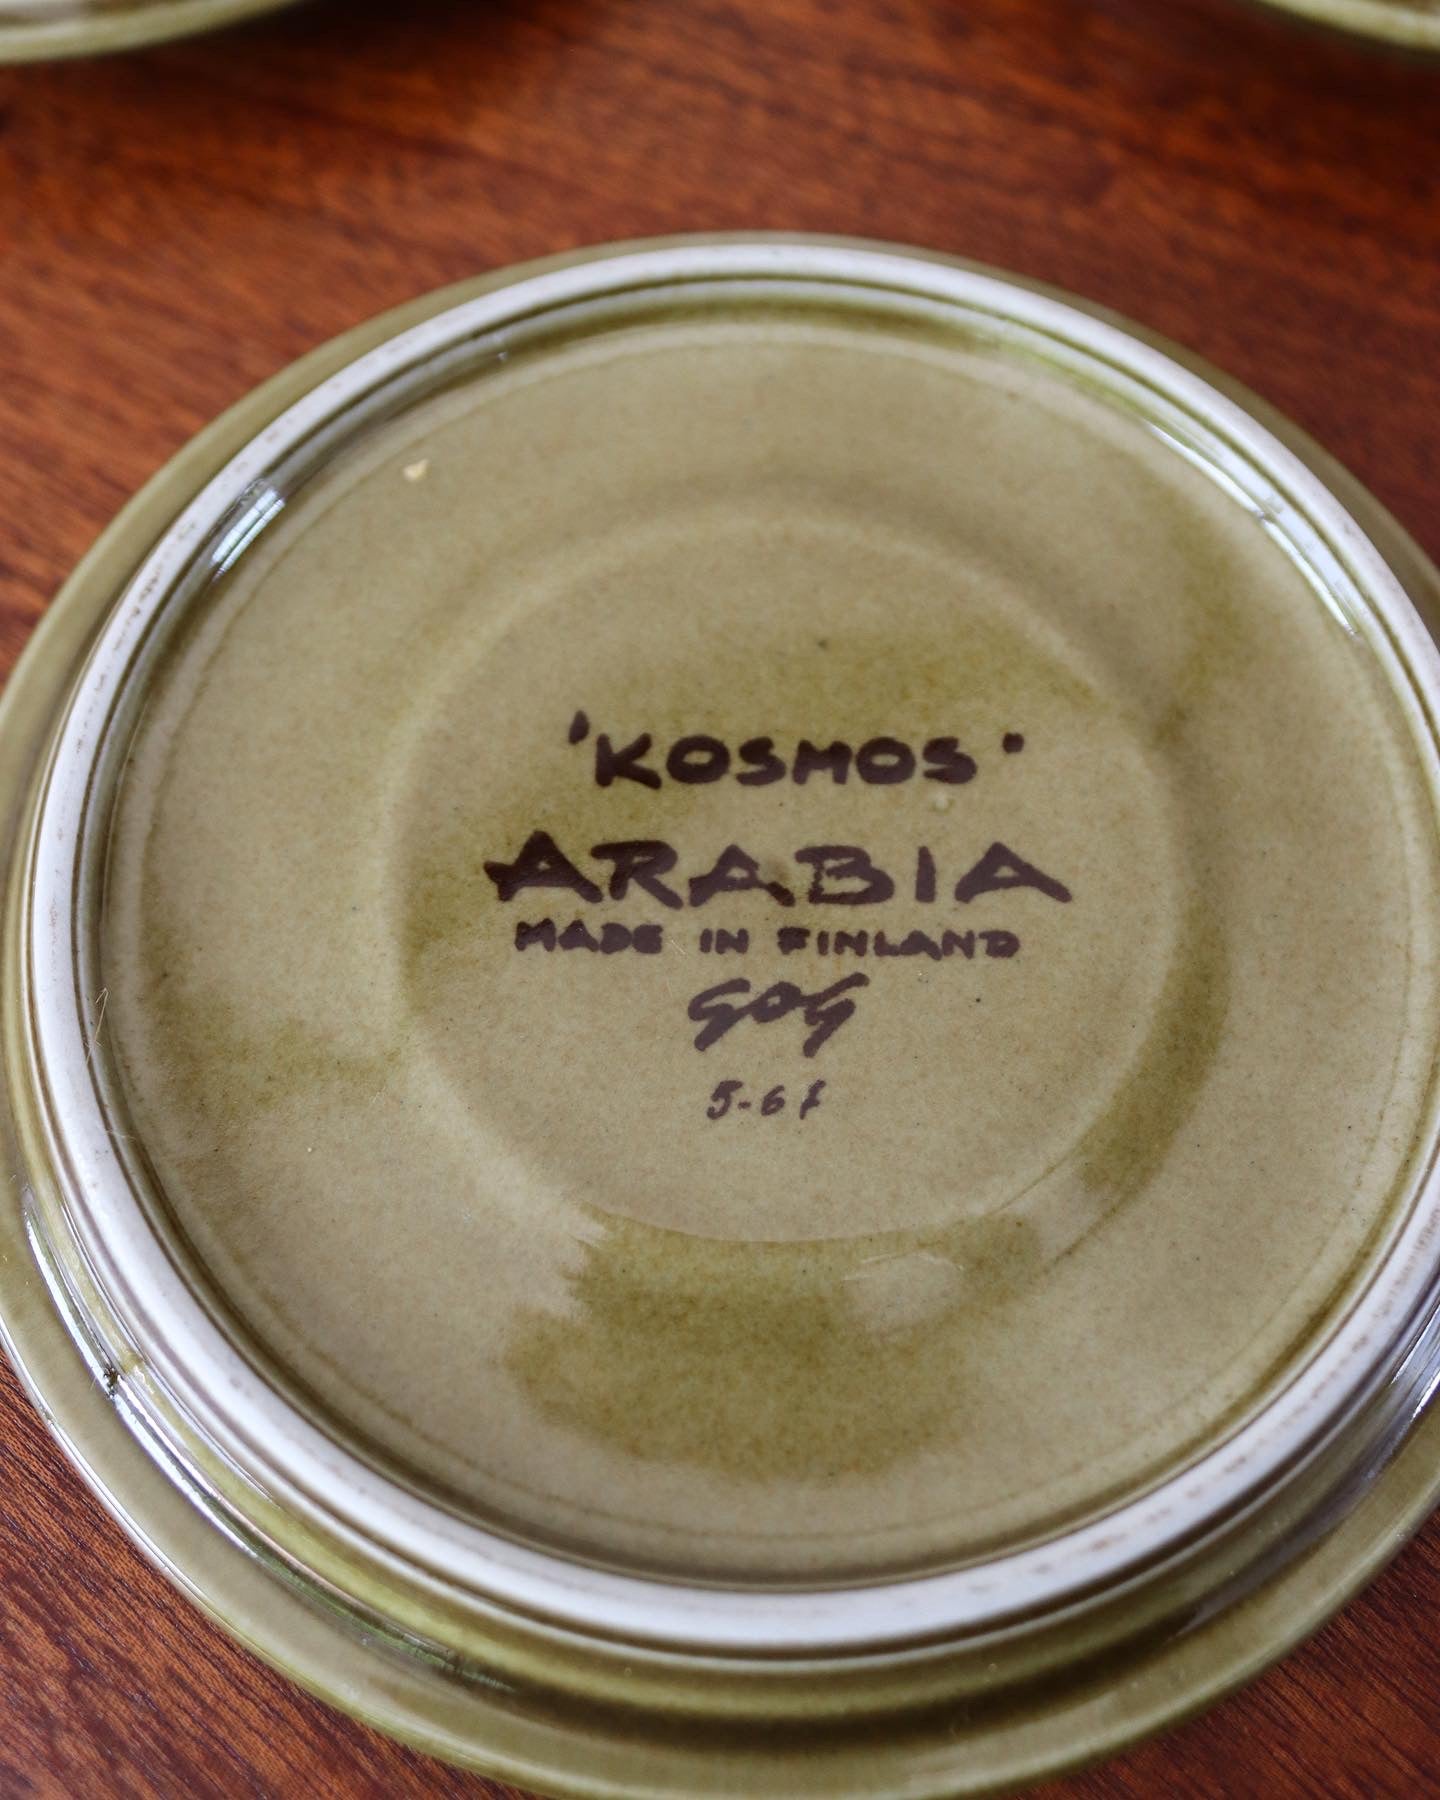 'KOSMOS'
ARABIA
MADE IN FINLAND
GOG
5-67